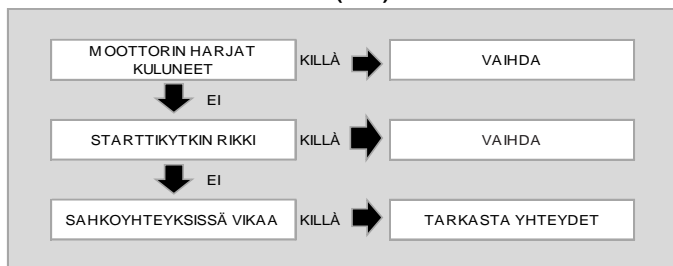 MOOTTORIN HARJAT
KULUNEET
KILLÀ
VAIHDA
EI
STARTTIKYTKIN RIKKI
KILLÀ
VAIHDA
EI
SAHKOYHTEYKSISSÄ VIKAA
KILLÀ
TARKASTA YHTEYDET